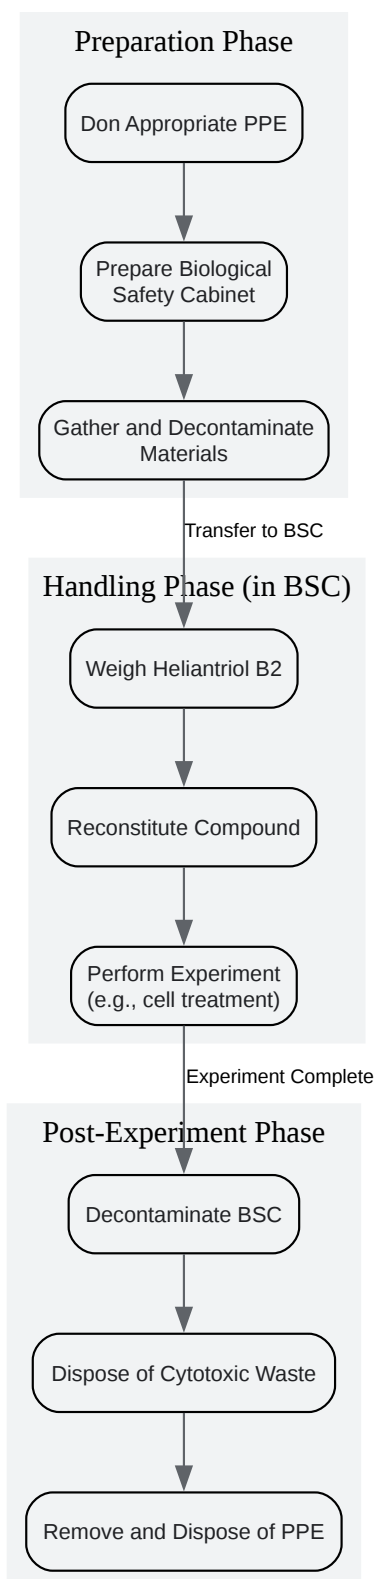 Preparation Phase
Don Appropriate PPE
Prepare Biological
Safety Cabinet
Gather and Decontaminate
Materials
Transfer to BSC
Handling Phase (in BSC)
Weigh Heliantriol B2
Reconstitute Compound
Perform Experiment
(e.g., cell treatment)
Experiment Complete
Post-Experiment Phase
Decontaminate BSC
Dispose of Cytotoxic Waste
Remove and Dispose of PPE